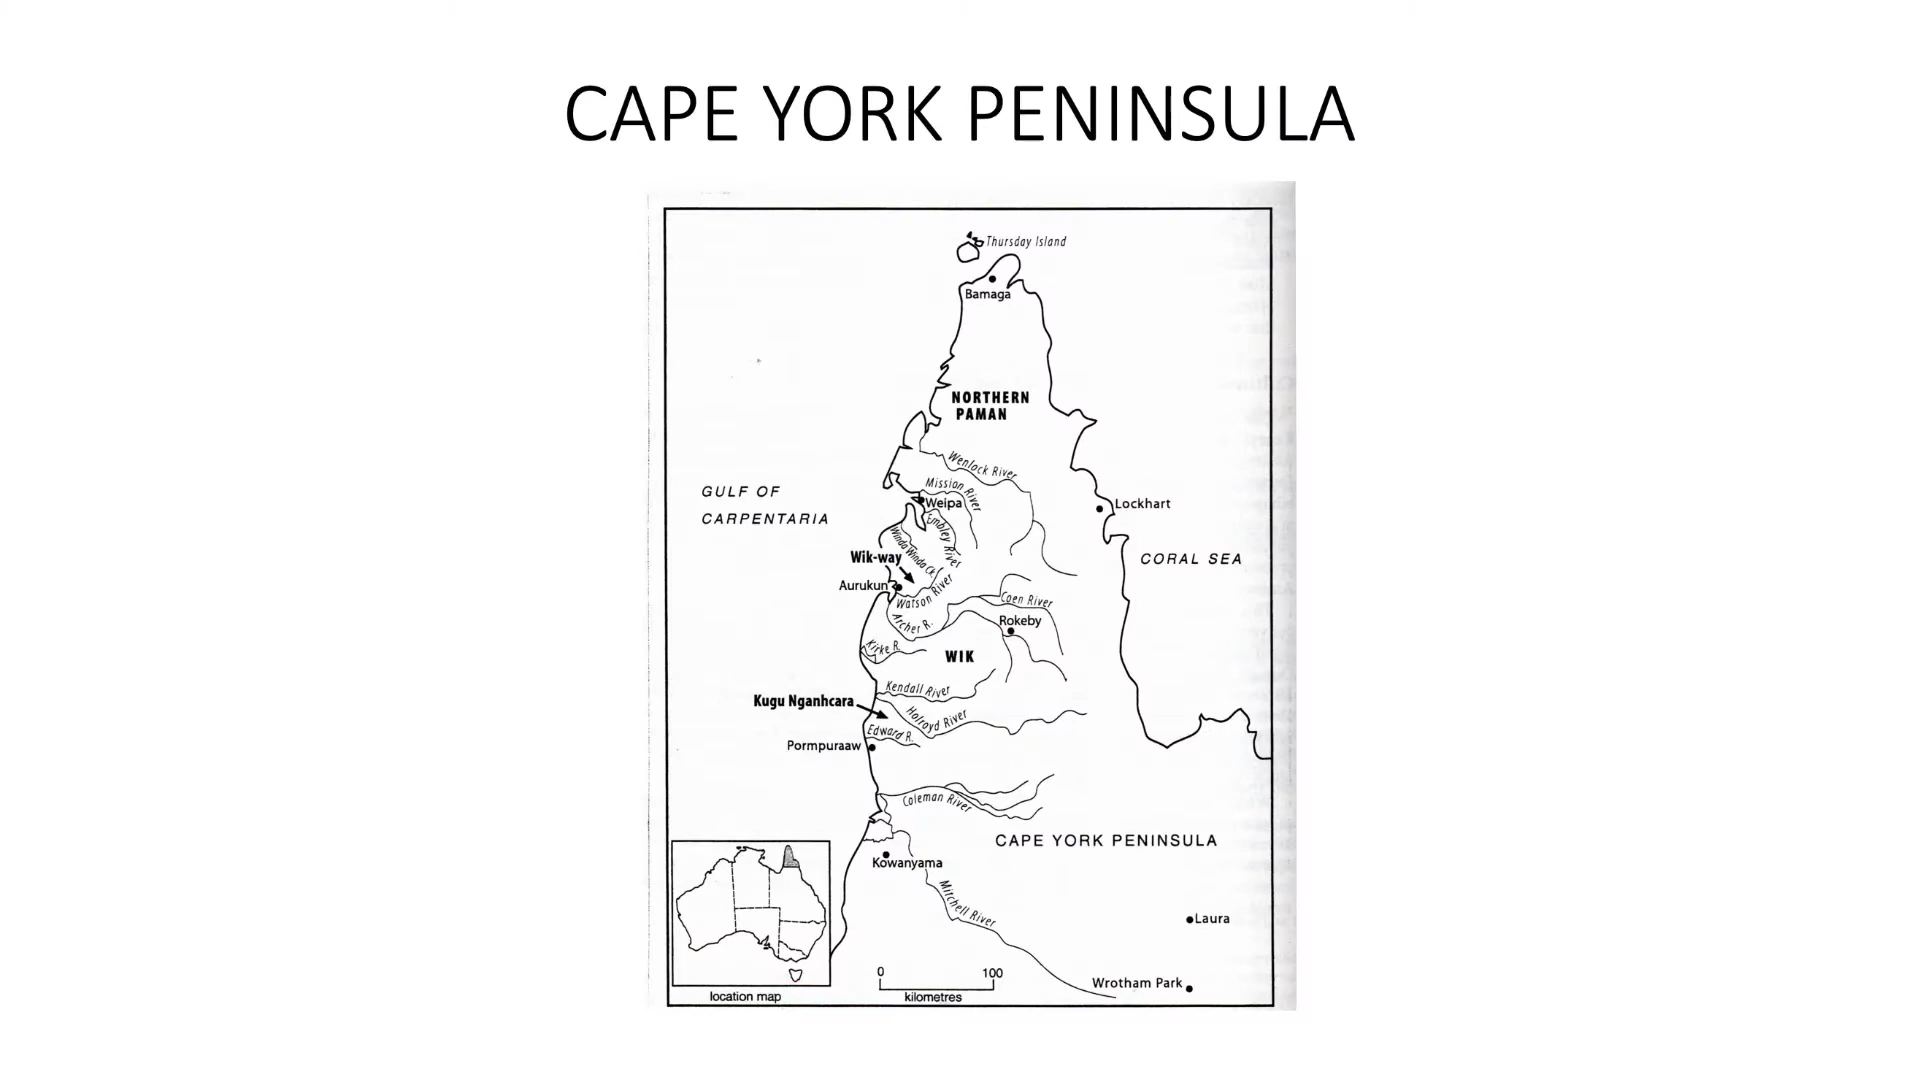 CAPE YORK PENINSULA
Thursday Island
Bamaga
NORTHERN
PAMAN
Wenlock River
Mission River
GULF OF
CARPENTARIA
Weipa
Lockhart
Embley River
Winda Winda Ck.
Wik-way
CORAL SEA
Aurukun
Watson River
Coen River
Archer R.
Rokeby
Kirke R.
WIK
Kendall River
Kugu Nganhcara
Holroyd River
Edward R.
Pormpuraaw
Coleman River
CAPE YORK PENINSULA
Kowanyama
Mitchell River
Laura
0 100
kilometres
Wrotham Park
location map